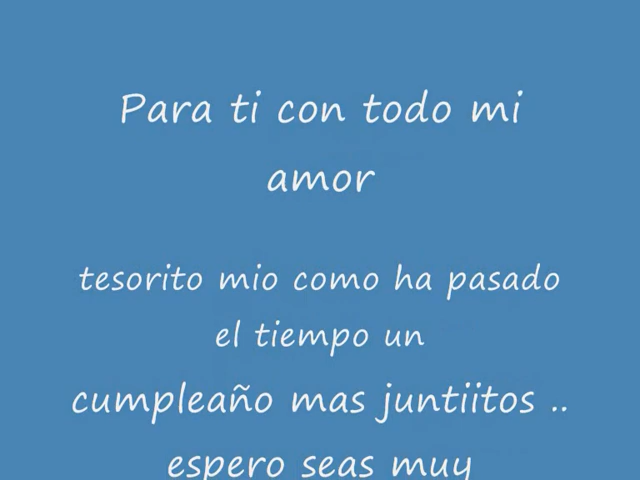 Para ti con todo mi
amor
tesorito mio como ha pasado
el tiempo un
cumpleaño mas juntiitos ..
espero seas muy